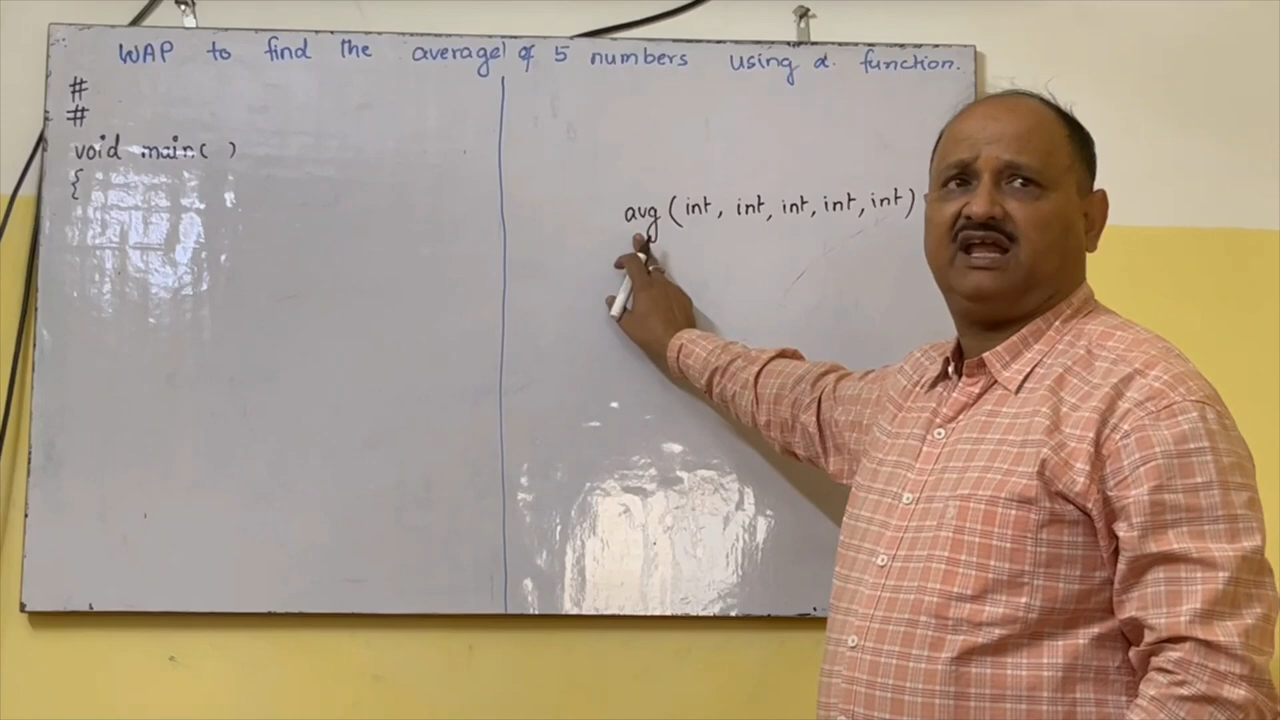 WAP to find the average of 5 numbers using a function.
#
#
void main( )
{
avg (int, int, int, int, int)